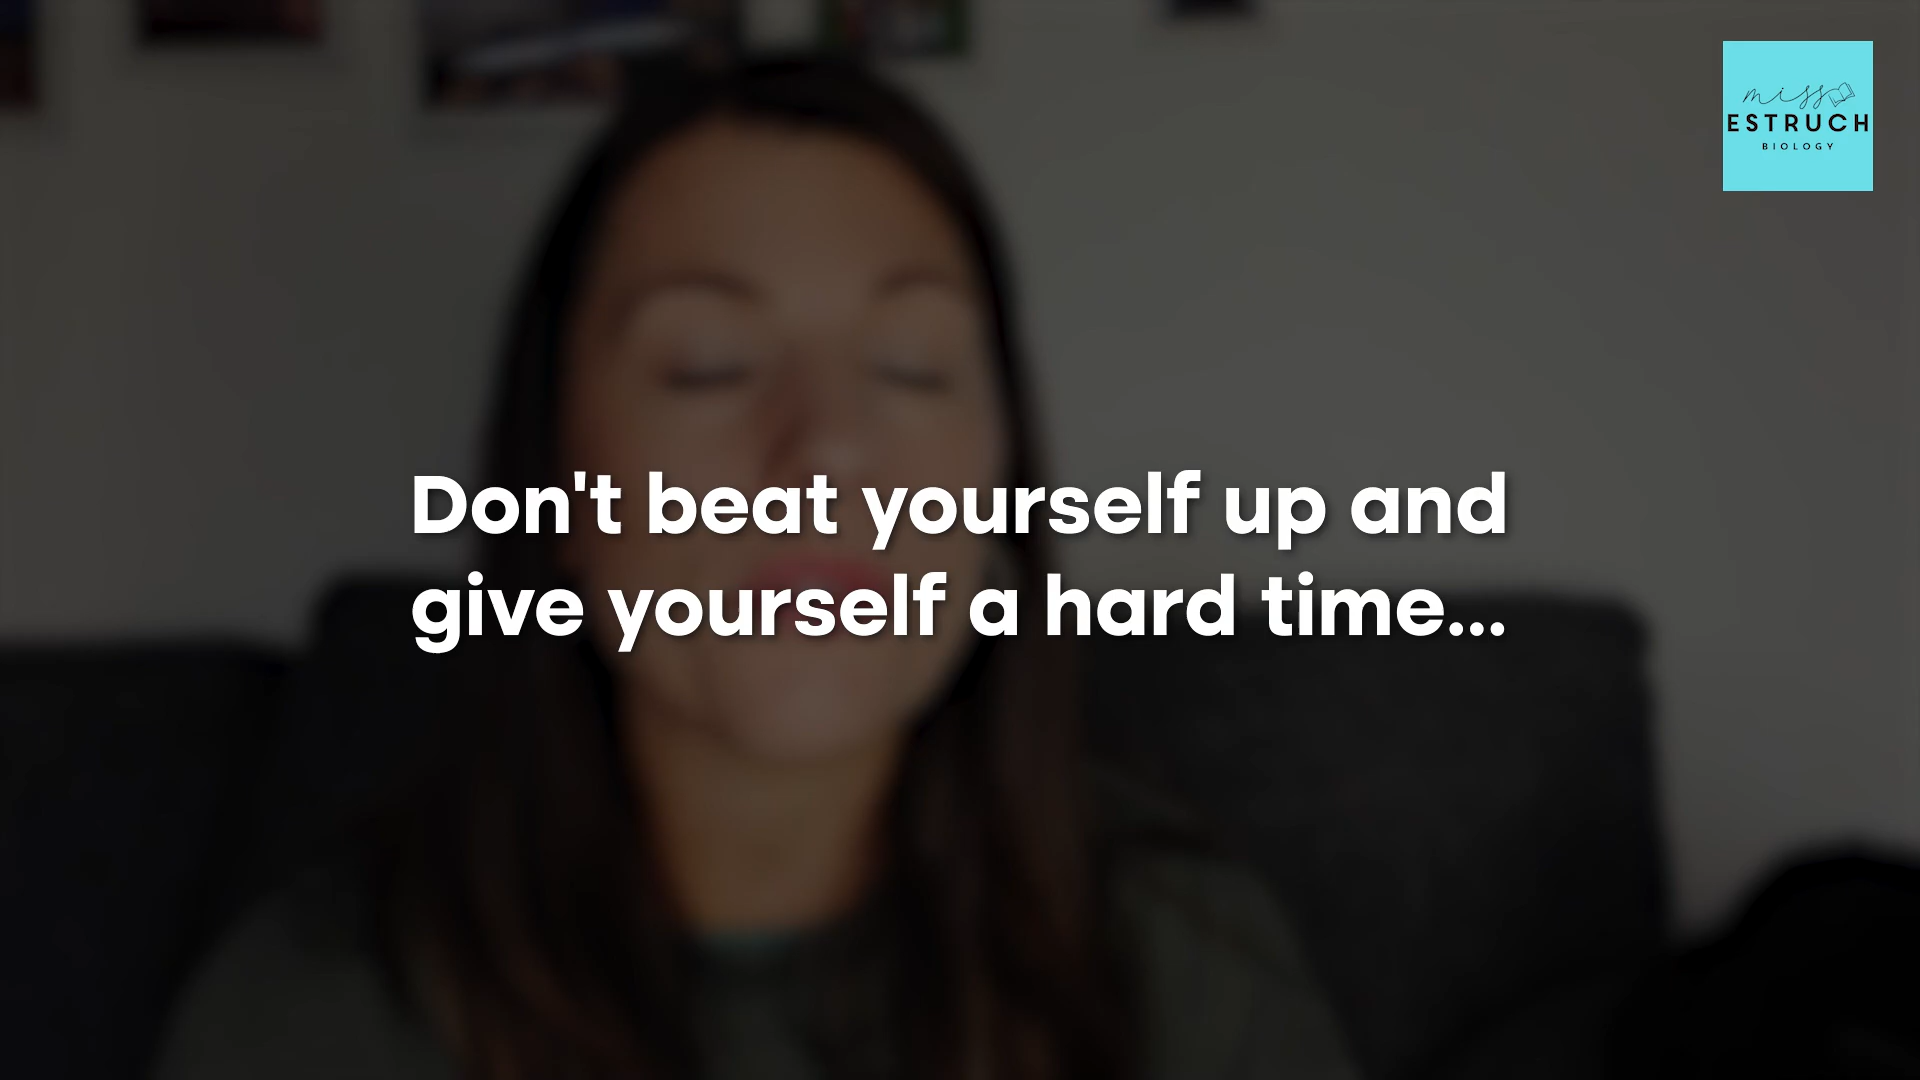 miss
ESTRUCH
BIOLOGY
Don't beat yourself up and
give yourself a hard time...